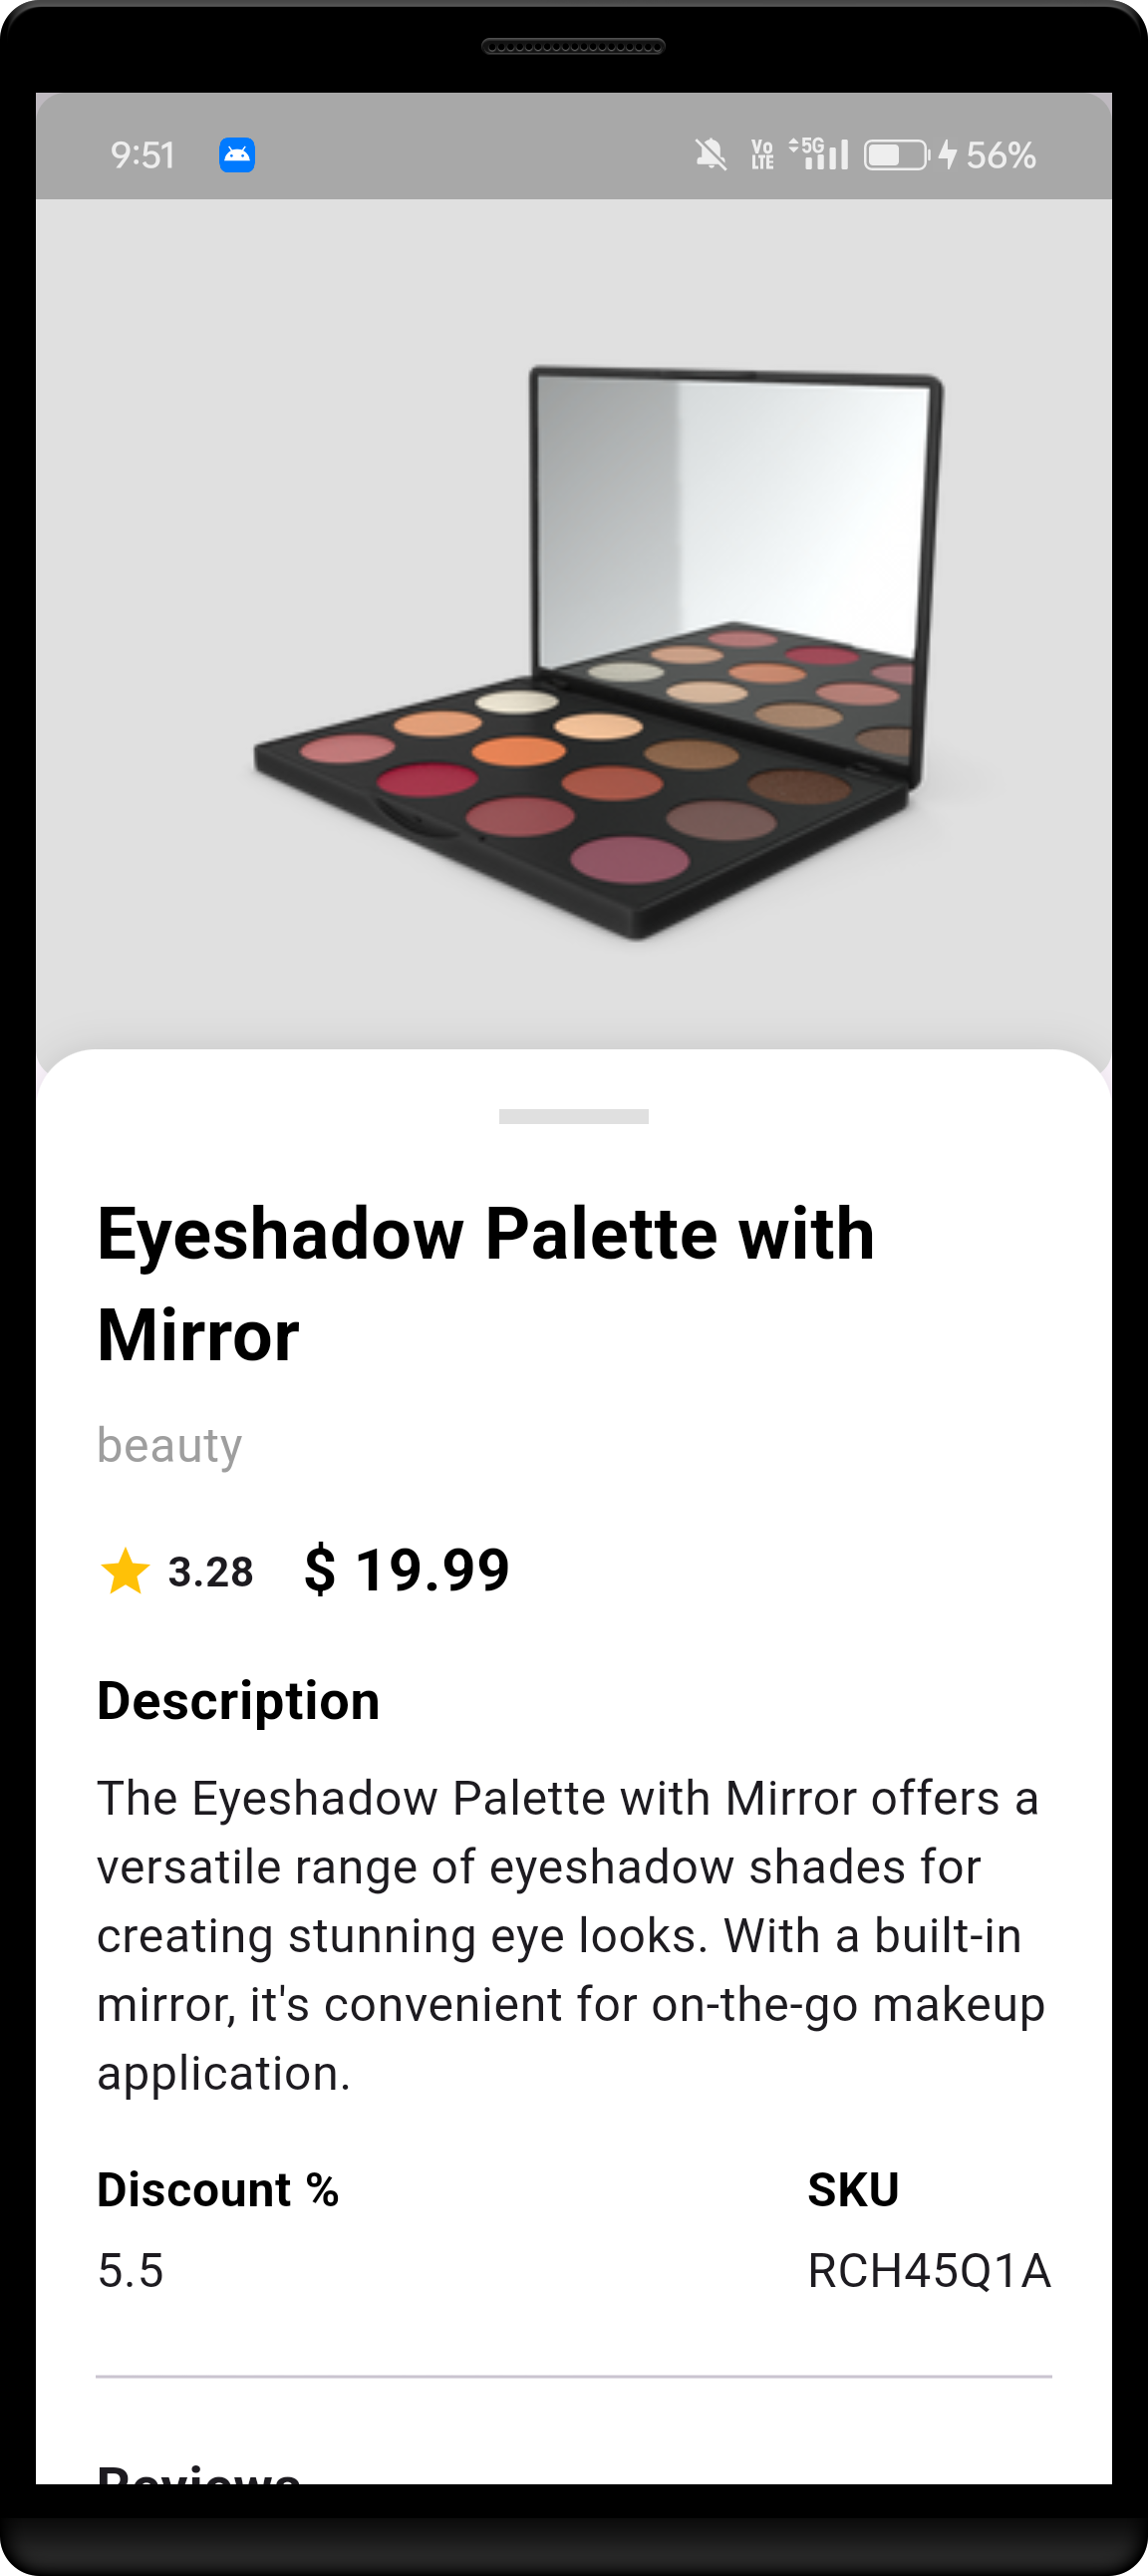 9:51 Vo LTE 5G 56%
Eyeshadow Palette with
Mirror
beauty
3.28 $ 19.99
Description
The Eyeshadow Palette with Mirror offers a
versatile range of eyeshadow shades for
creating stunning eye looks. With a built-in
mirror, it's convenient for on-the-go makeup
application.
Discount % SKU
5.5 RCH45Q1A
Reviews